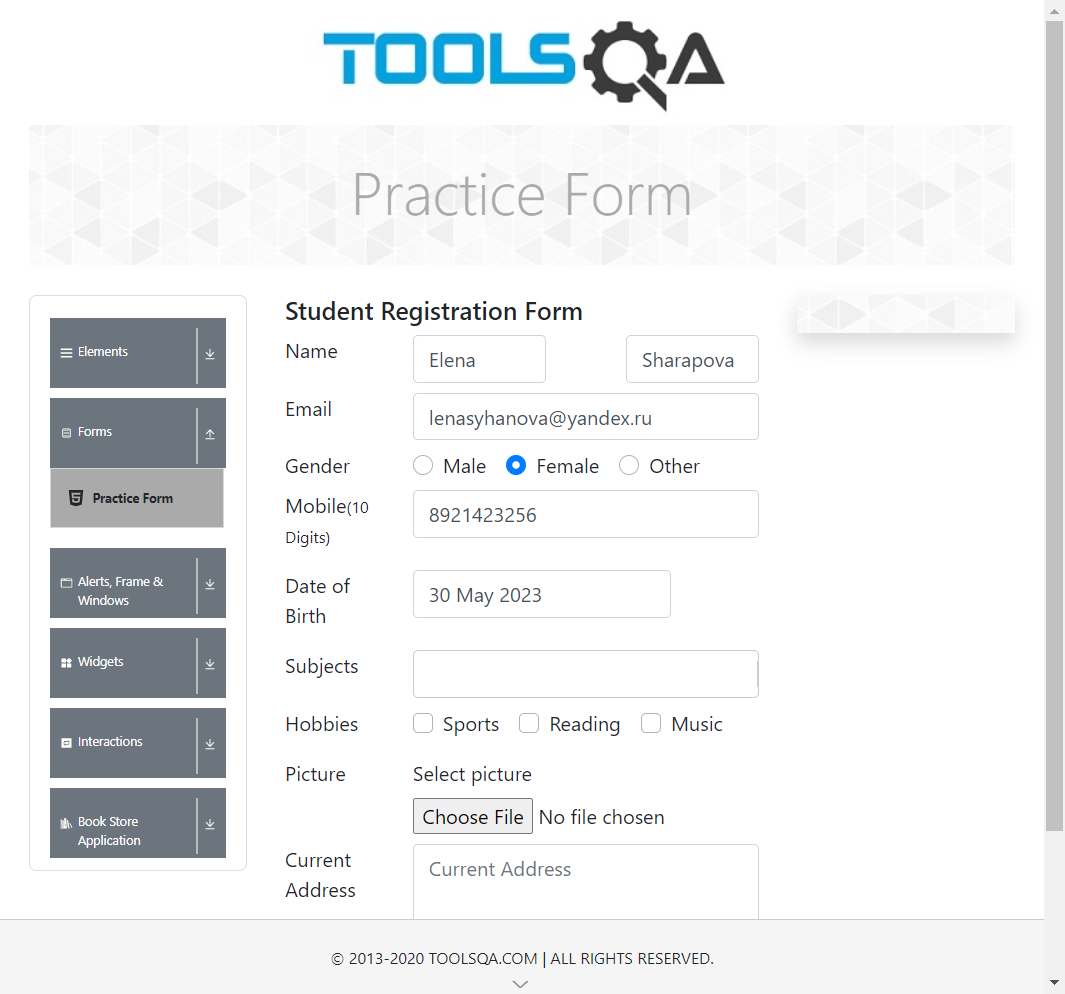 TOOLSQA
Practice Form
Elements
Forms
Practice Form
Alerts, Frame &
Windows
Widgets
Interactions
Book Store
Application
Student Registration Form
Name
Elena
Sharapova
Email
lenasyhanova@yandex.ru
Gender
Male
Female
Other
Mobile(10
Digits)
8921423256
Date of
Birth
30 May 2023
Subjects
Hobbies
Sports
Reading
Music
Picture
Select picture
Choose File No file chosen
Current
Address
Current Address
© 2013-2020 TOOLSQA.COM | ALL RIGHTS RESERVED.